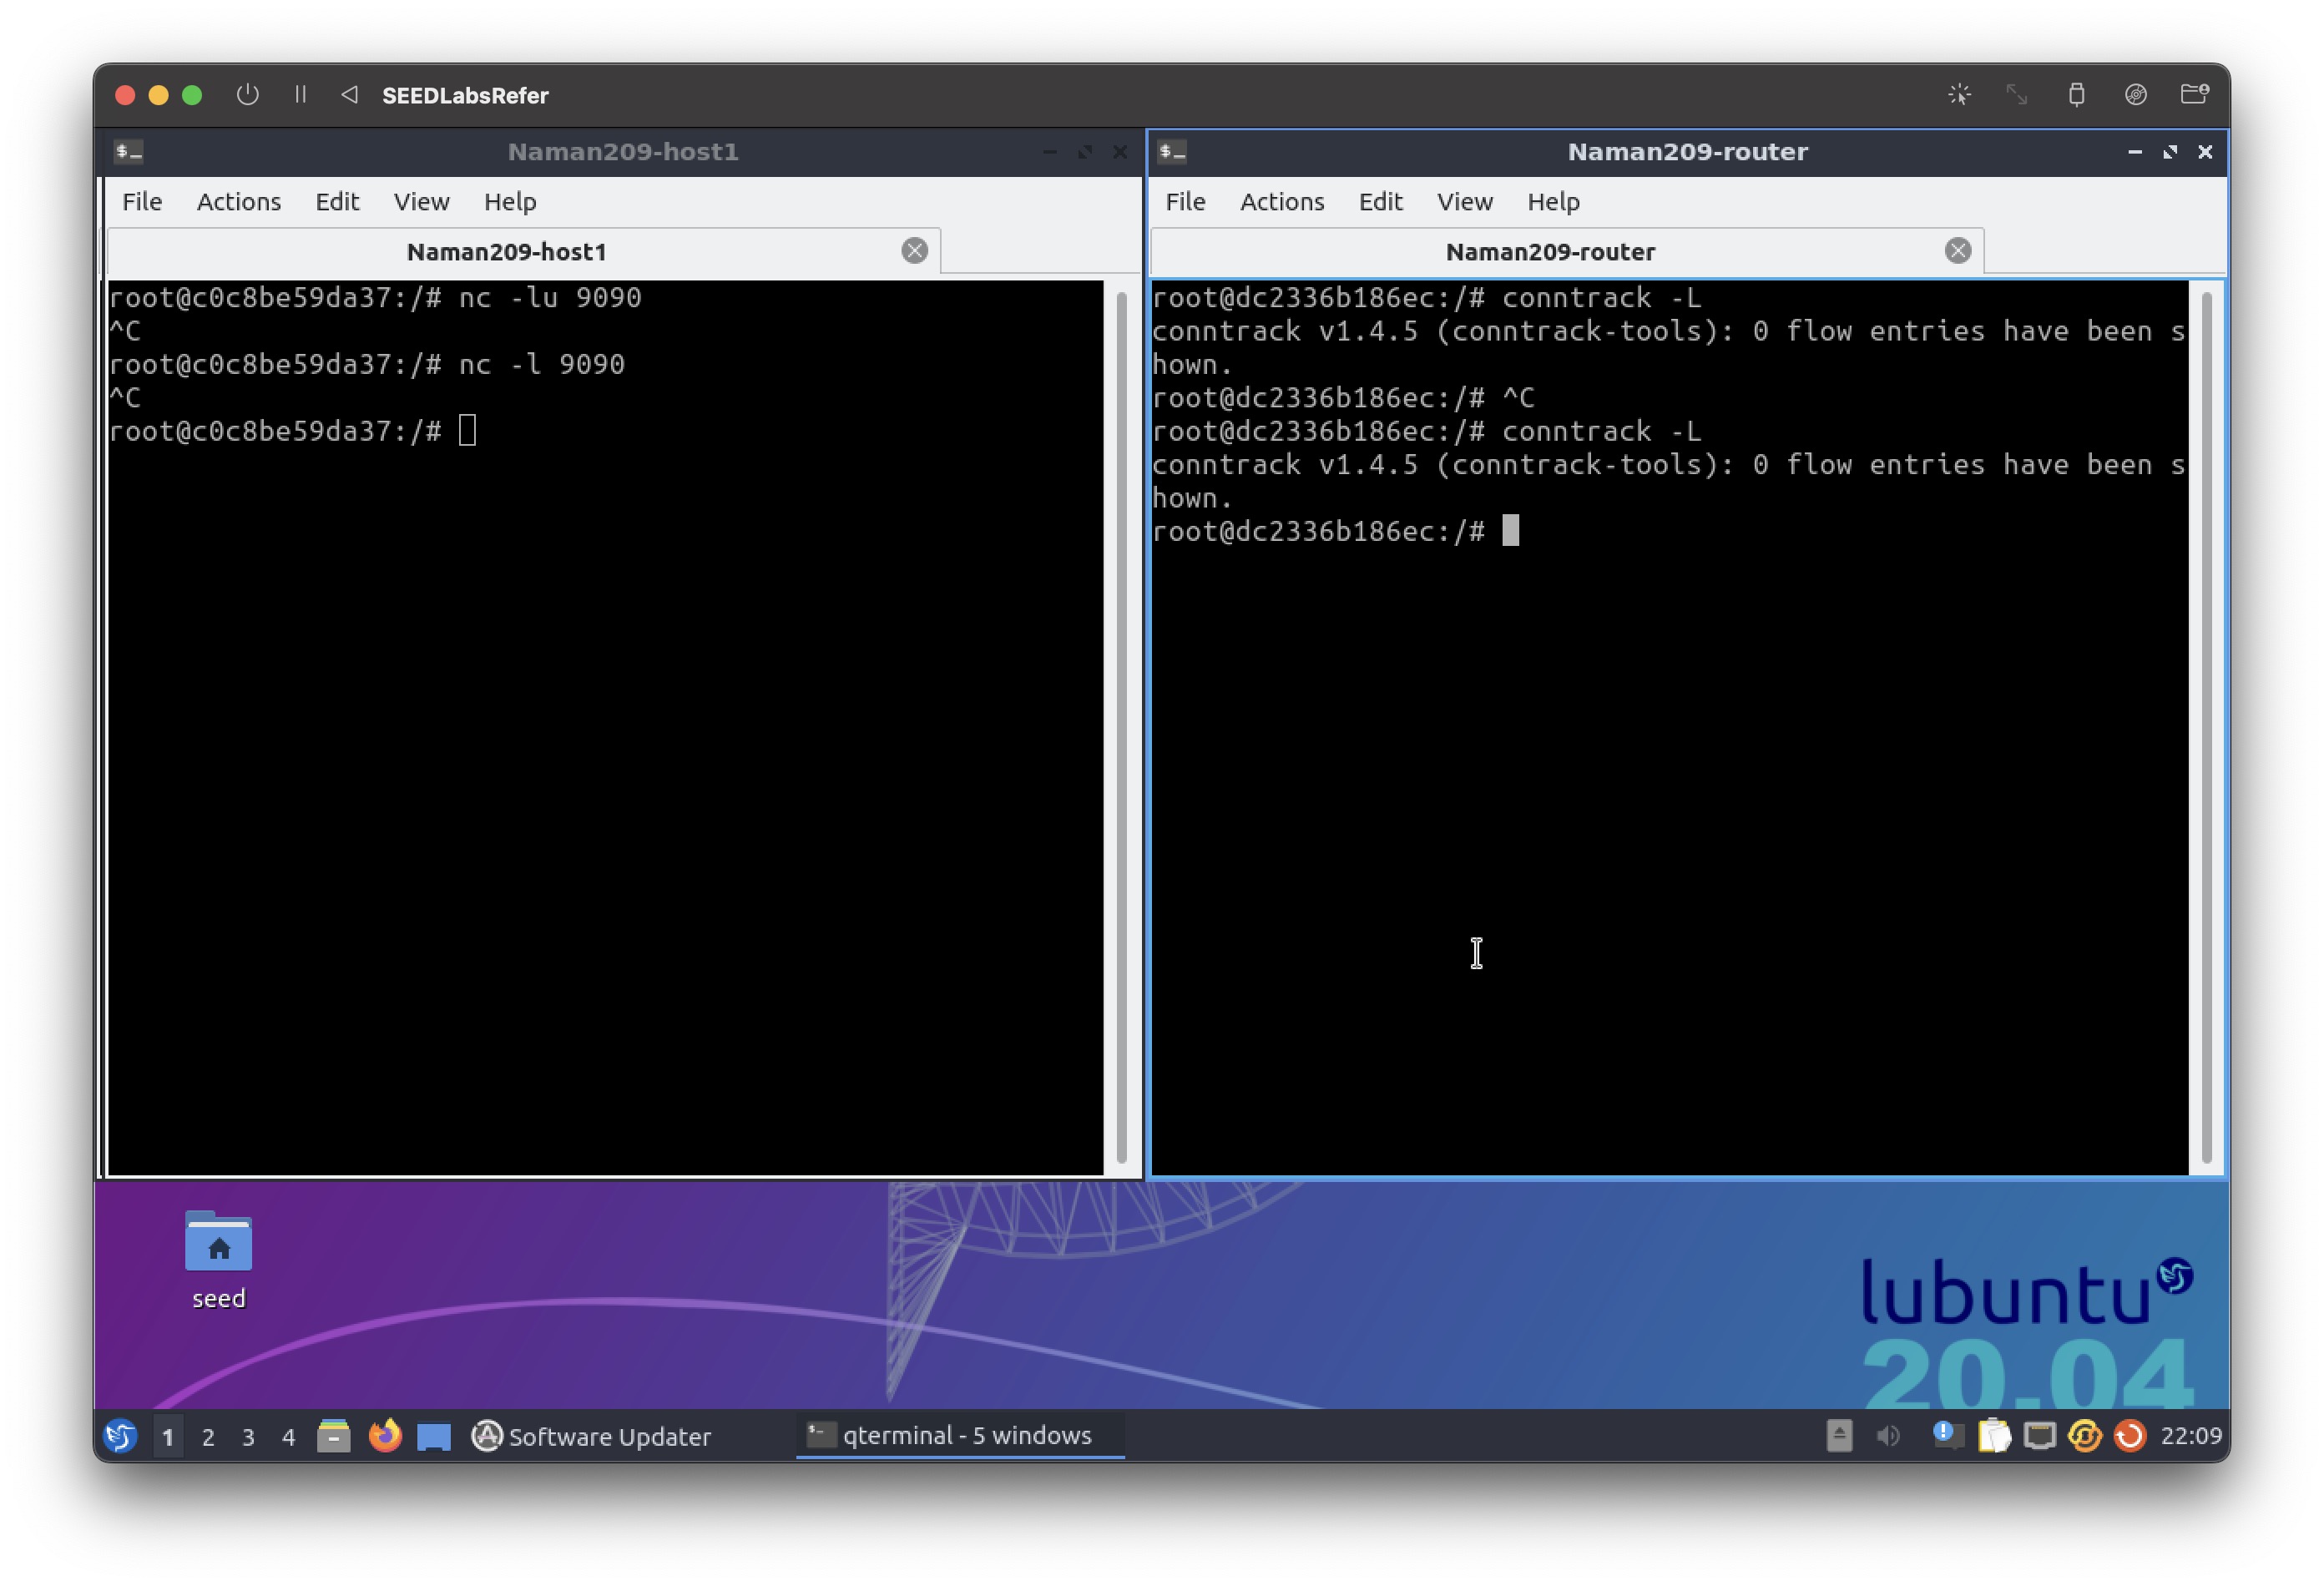 SEEDLabsRefer
Naman209-host1
File Actions Edit View Help
Naman209-host1
root@c0c8be59da37:/# nc -lu 9090
^C
root@c0c8be59da37:/# nc -l 9090
^C
root@c0c8be59da37:/#
Naman209-router
File Actions Edit View Help
Naman209-router
root@dc2336b186ec:/# conntrack -L
conntrack v1.4.5 (conntrack-tools): 0 flow entries have been s
hown.
root@dc2336b186ec:/# ^C
root@dc2336b186ec:/# conntrack -L
conntrack v1.4.5 (conntrack-tools): 0 flow entries have been s
hown.
root@dc2336b186ec:/#
seed
lubuntu
20.04
1 2 3 4 Software Updater qterminal - 5 windows 22:09